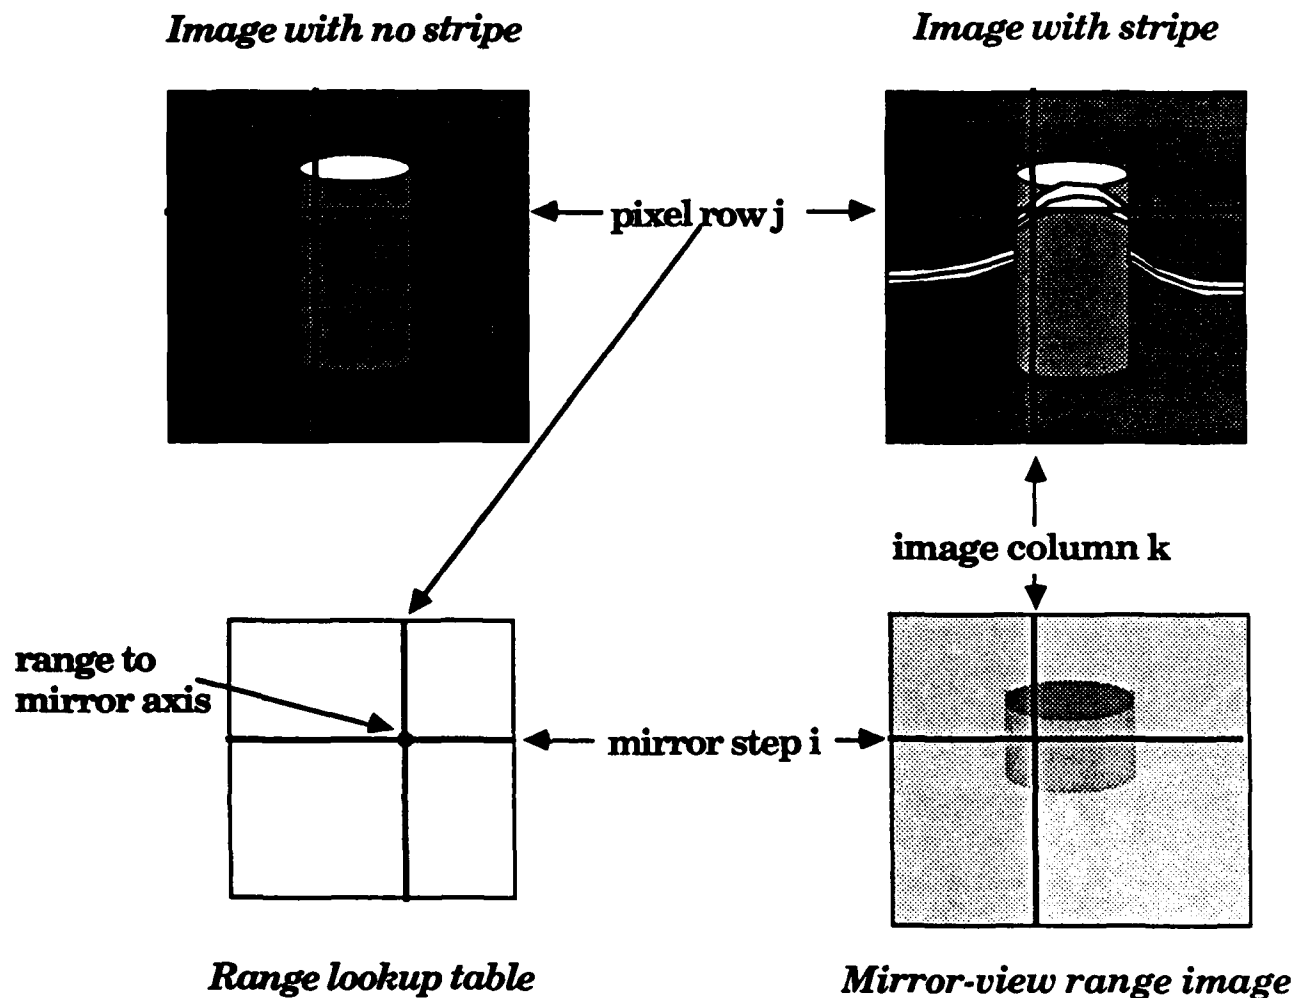 Image with no stripe
Image with stripe
pixel row j
image column k
range to
mirror axis
mirror step i
Range lookup table
Mirror-view range image